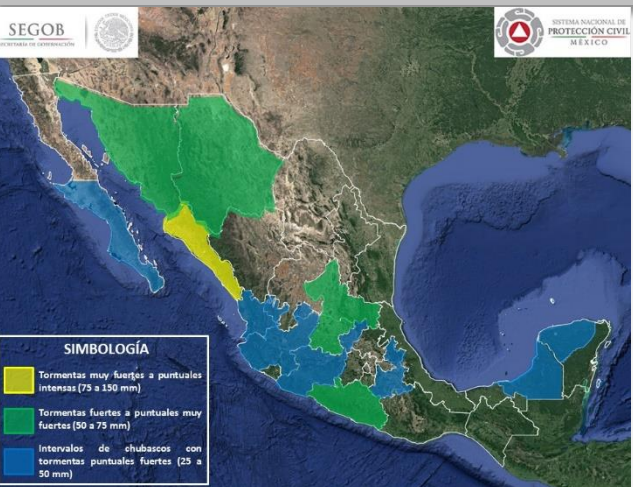 SEGOB
SECRETARÍA DE GOBERNACIÓN
SISTEMA NACIONAL DE
PROTECCIÓN CIVIL
MÉXICO
SIMBOLOGÍA
Tormentas muy fuertes a puntuales
intensas (75 a 150 mm)
Tormentas fuertes a puntuales muy
fuertes (50 a 75 mm)
Intervalos de chubascos con
tormentas puntuales fuertes (25 a
50 mm)